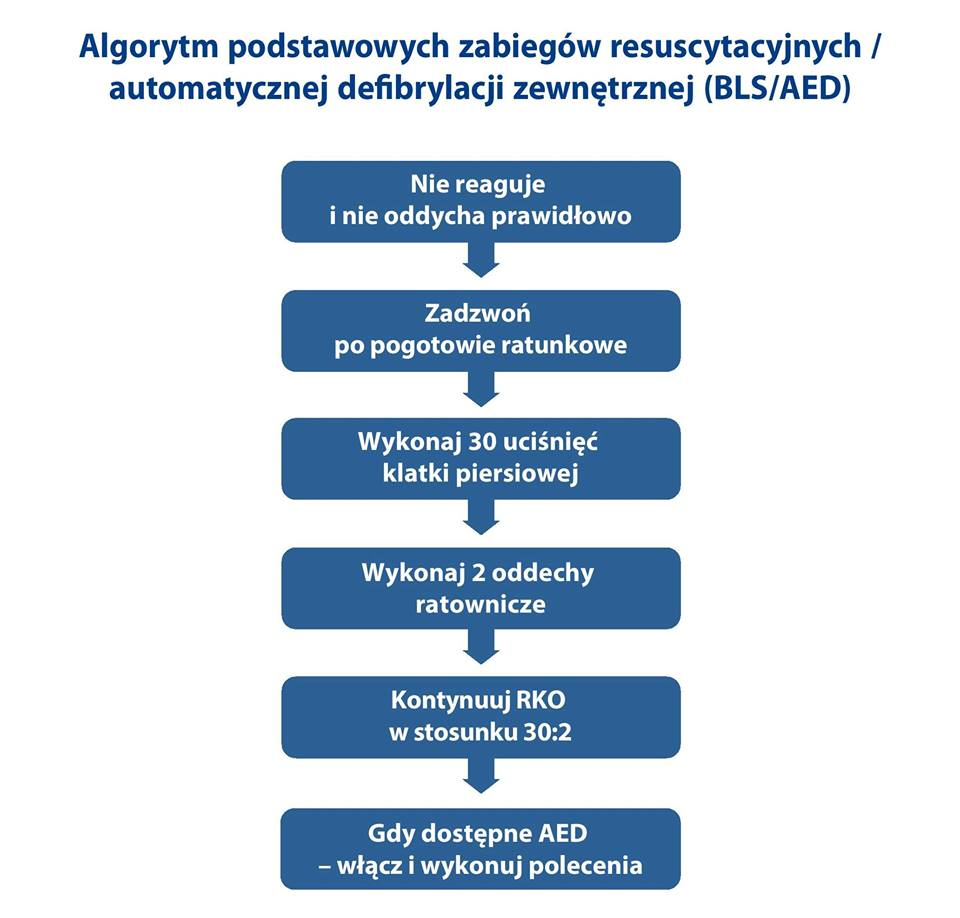 Algorytm podstawowych zabiegów resuscytacyjnych /
automatycznej defibrylacji zewnętrznej (BLS/AED)
Nie reaguje
i nie oddycha prawidłowo
Zadzwoń
po pogotowie ratunkowe
Wykonaj 30 uciśnięć
klatki piersiowej
Wykonaj 2 oddechy
ratownicze
Kontynuuj RKO
w stosunku 30:2
Gdy dostępne AED
– włącz i wykonuj polecenia